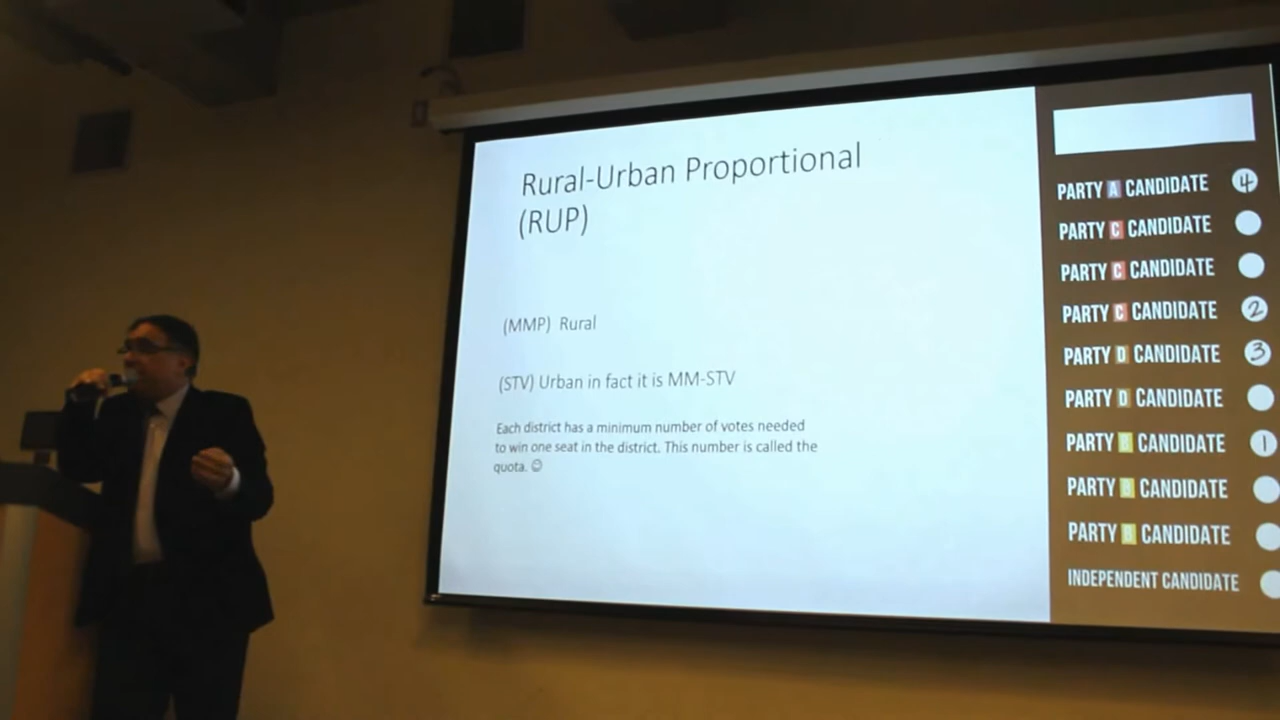 Rural-Urban Proportional
(RUP)
(MMP) Rural
(STV) Urban in fact it is MM-STV
Each district has a minimum number of votes needed
to win one seat in the district. This number is called the
quota. ☺
PARTY A CANDIDATE 4
PARTY C CANDIDATE
PARTY C CANDIDATE
PARTY C CANDIDATE 2
PARTY D CANDIDATE 3
PARTY D CANDIDATE
PARTY B CANDIDATE 1
PARTY B CANDIDATE
PARTY B CANDIDATE
INDEPENDENT CANDIDATE